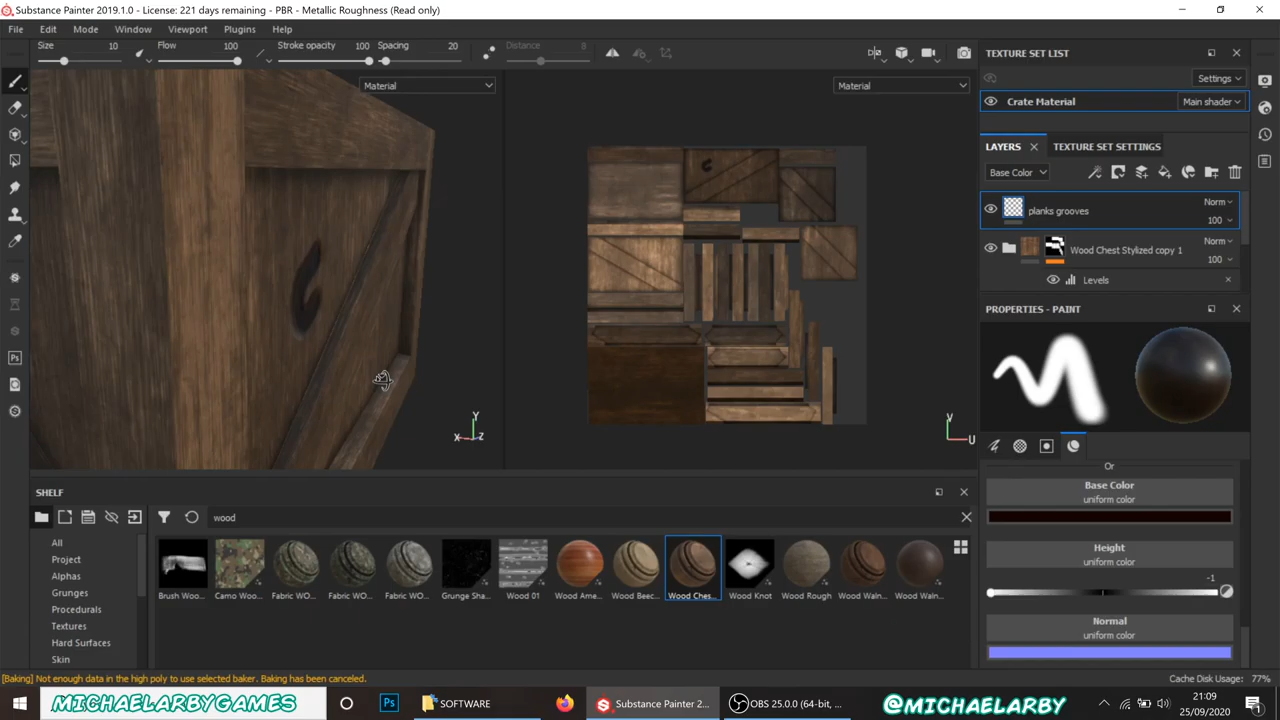 Substance Painter 2019.1.0 - License: 221 days remaining - PBR - Metallic Roughness (Read only)
File Edit Mode Window Viewport Plugins Help
Size 10 Flow 100 Stroke opacity 100 Spacing 20 Distance 8
Material
Material
X Y Z
V U
TEXTURE SET LIST
Settings
Crate Material Main shader
LAYERS TEXTURE SET SETTINGS
Base Color
planks grooves Norm 100
Wood Chest Stylized copy 1 Norm 100
Levels
PROPERTIES - PAINT
Or
Base Color
uniform color
Height
uniform color
-1
Normal
uniform color
SHELF
wood
All
Project
Alphas
Grunges
Procedurals
Textures
Hard Surfaces
Skin
Brush Woo... Camo Woo... Fabric WO... Fabric WO... Fabric WO... Grunge Sha... Wood 01 Wood Ame... Wood Beec... Wood Ches... Wood Knot Wood Rough Wood Waln... Wood Waln...
[Baking] Not enough data in the high poly to use selected baker. Baking has been canceled.
Cache Disk Usage: 77%
MICHAELARBYGAMES
Ps
SOFTWARE
Substance Painter 2...
OBS 25.0.0 (64-bit, ...
@MICHAELARBY
21:09
25/09/2020